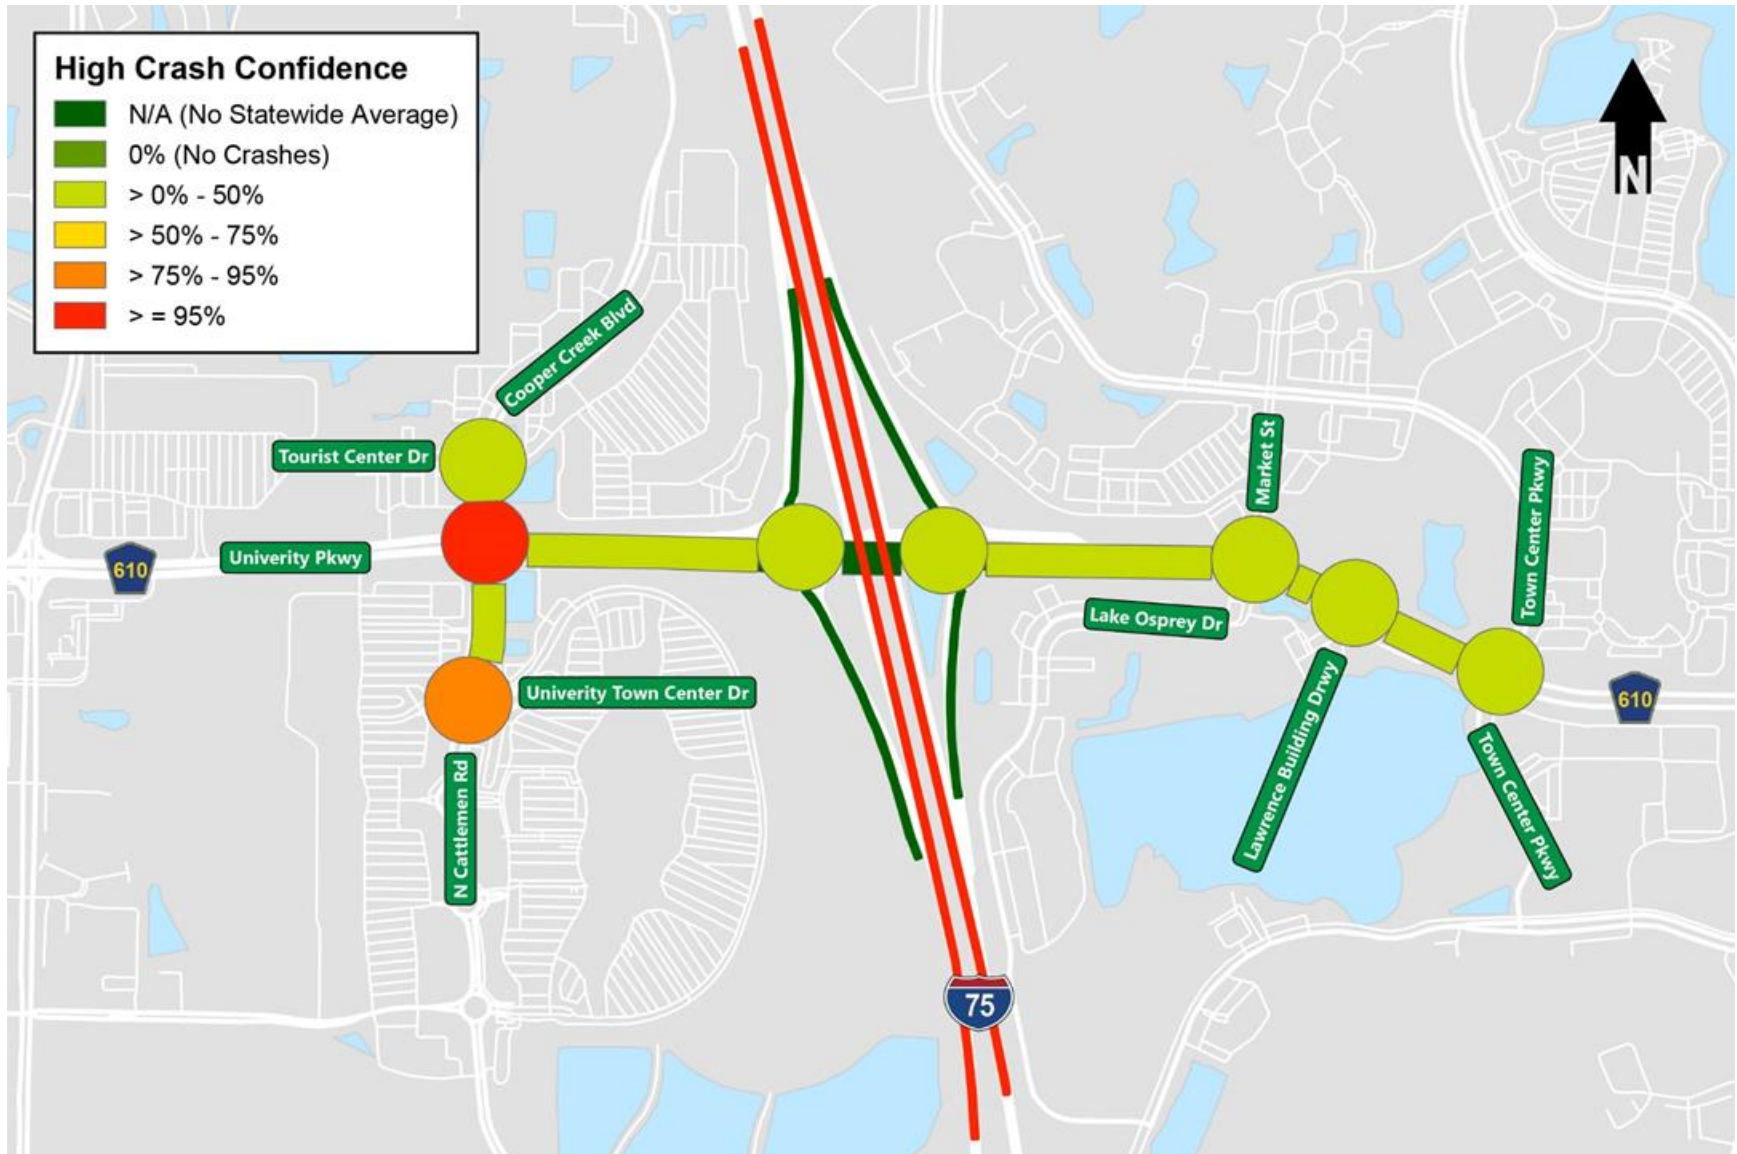 High Crash Confidence
N/A (No Statewide Average)
0% (No Crashes)
> 0% - 50%
> 50% - 75%
> 75% - 95%
> = 95%
N
Cooper Creek Blvd
Tourist Center Dr
Market St
Town Center Pkwy
Univerity Pkwy
610
Lake Osprey Dr
Univerity Town Center Dr
610
Lawrence Building Drwy
Town Center Pkwy
N Cattlemen Rd
75